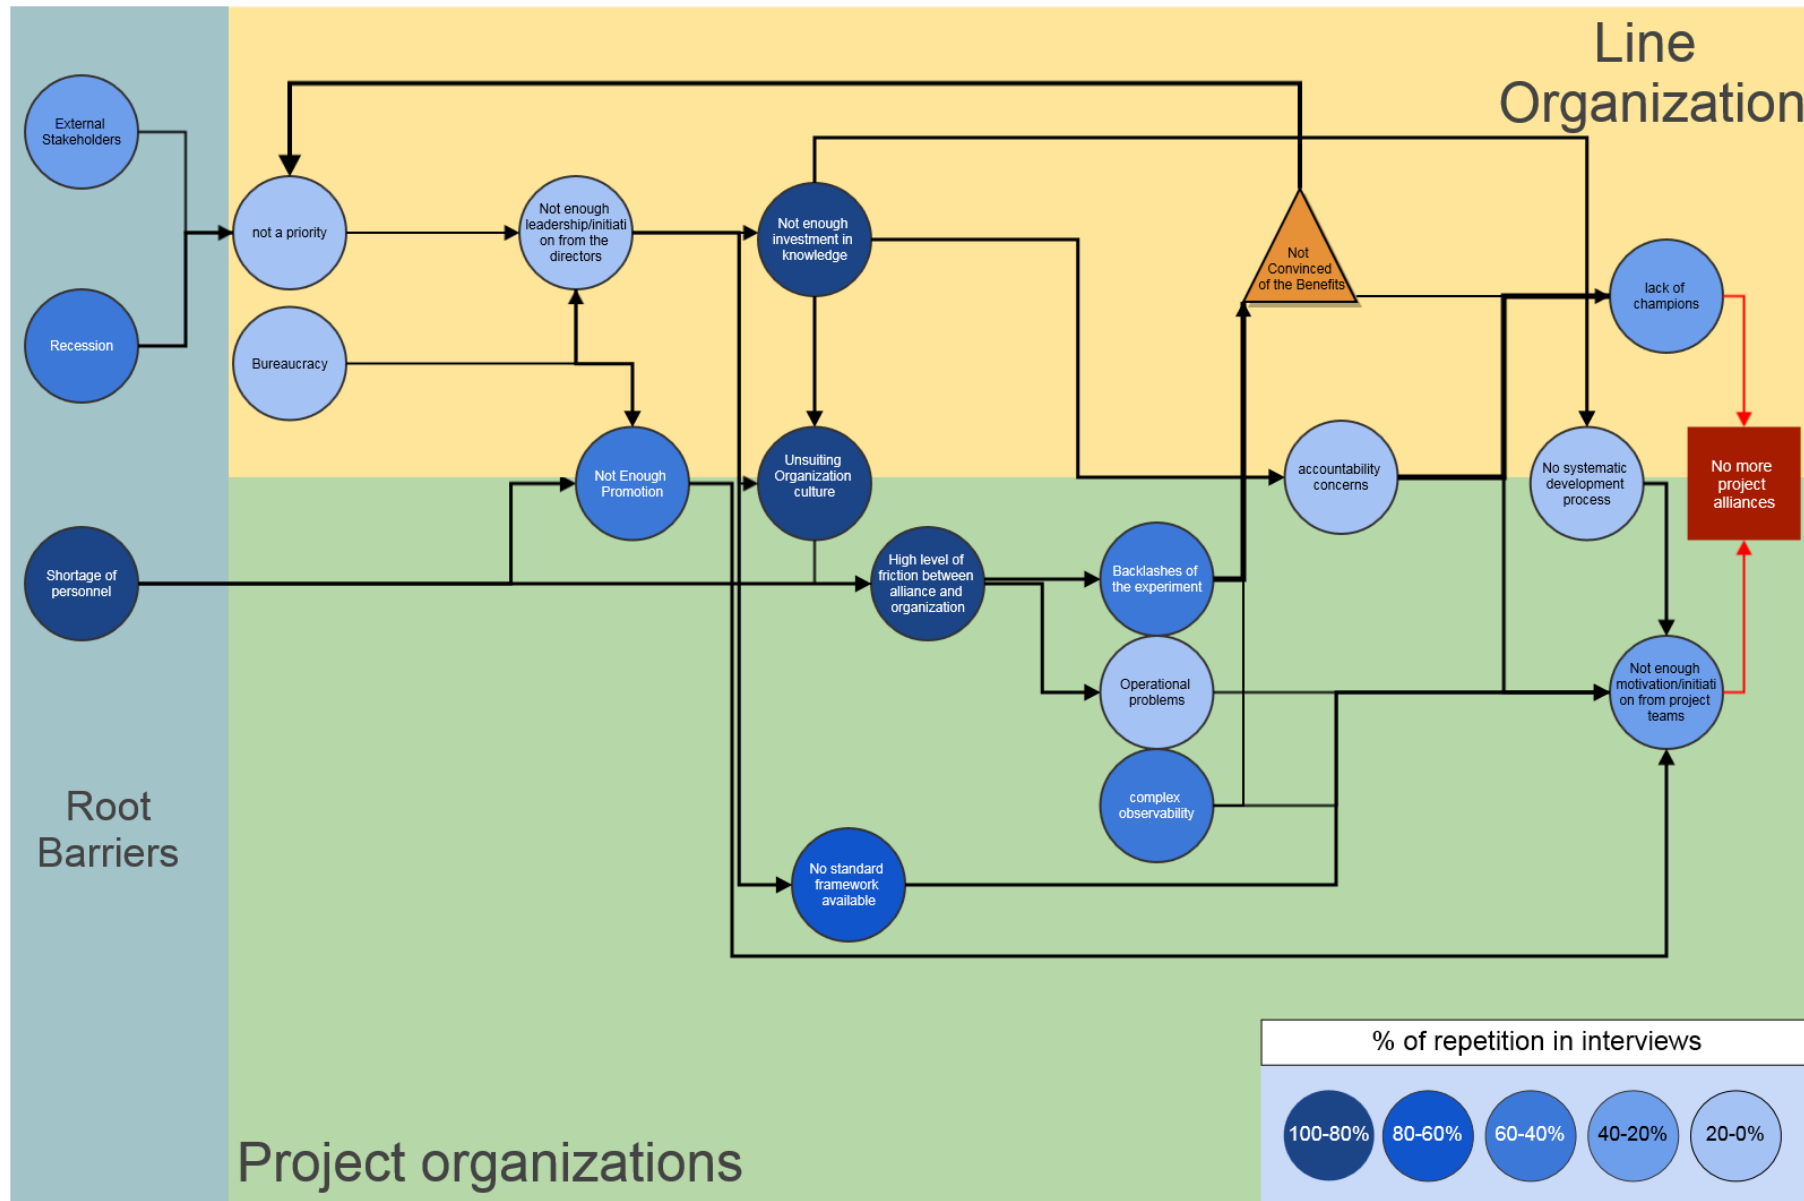 Line
Organization
External
Stakeholders
not a priority
Not enough
leadership/initiati
on from the
directors
Not enough
investment in
knowledge
Not
Convinced
of the Benefits
lack of
champions
Recession
Bureaucracy
Not Enough
Promotion
Unsuiting
Organization
culture
accountability
concerns
No systematic
development
process
No more
project
alliances
Shortage of
personnel
High level of
friction between
alliance and
organization
Backlashes of
the experiment
Operational
problems
Not enough
motivation/initiati
on from project
teams
complex
observability
Root
Barriers
No standard
framework
available
% of repetition in interviews
100-80%
80-60%
60-40%
40-20%
20-0%
Project organizations